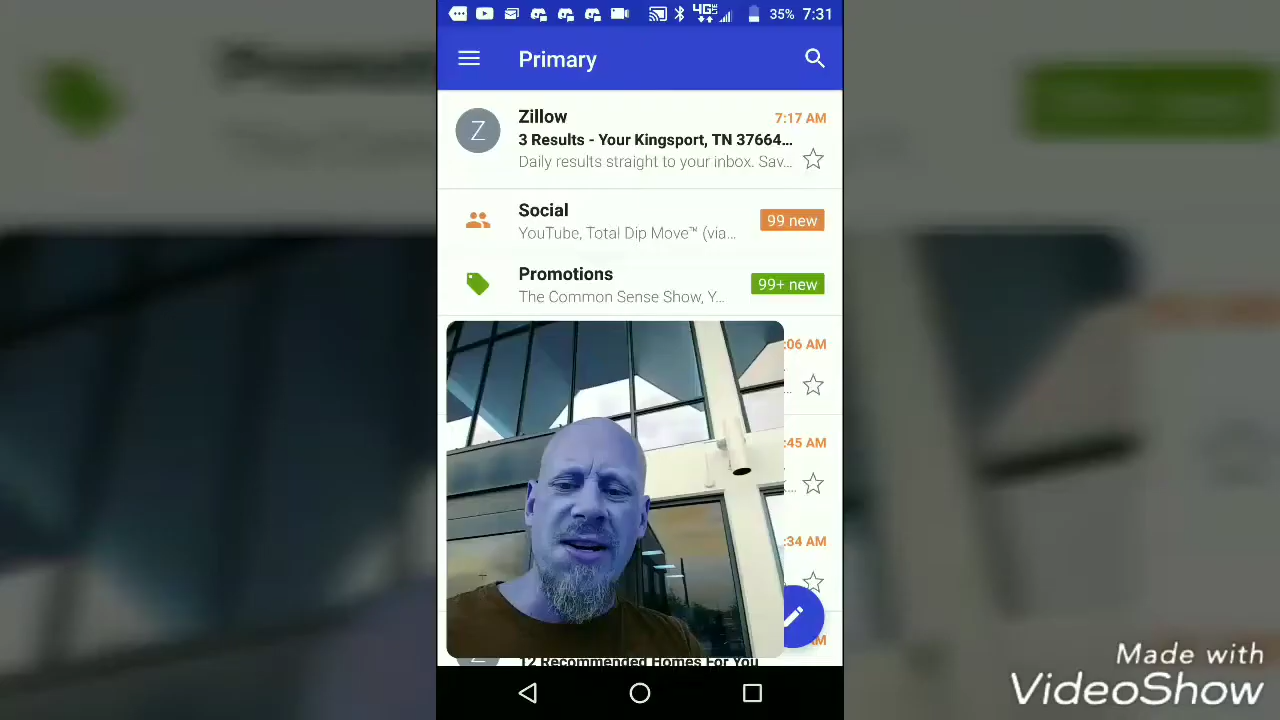 4G LTE 35% 7:31
Primary
Z
Zillow
7:17 AM
3 Results - Your Kingsport, TN 37664...
Daily results straight to your inbox. Sav...
Social
99 new
YouTube, Total Dip Move™ (via...
Promotions
99+ new
The Common Sense Show, Y...
:06 AM
:45 AM
:34 AM
12 Recommended Homes For You
Made with
VideoShow